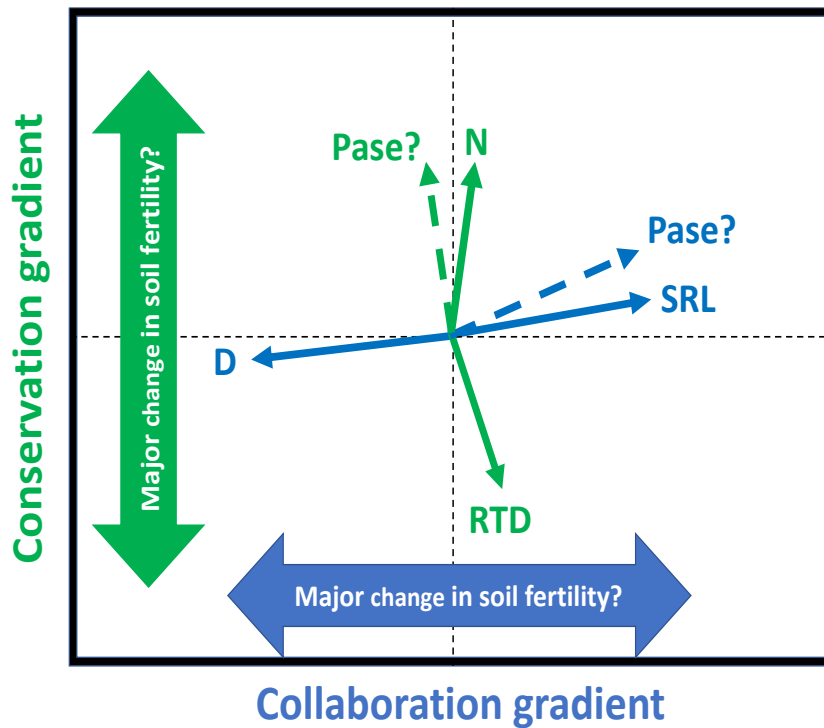 Conservation gradient
Major change in soil fertility?
Pase?
N
Pase?
SRL
D
RTD
Major change in soil fertility?
Collaboration gradient